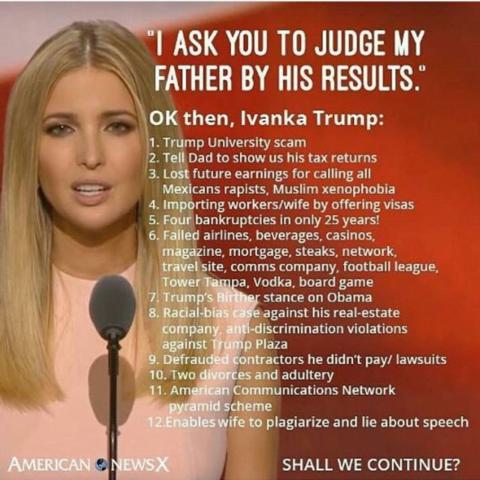 "I ASK YOU TO JUDGE MY
FATHER BY HIS RESULTS."
OK then, Ivanka Trump:
1. Trump University scam
2. Tell Dad to show us his tax returns
3. Lost future earnings for calling all
Mexicans rapists, Muslim xenophobia
4. Importing workers/wife by offering visas
5. Four bankruptcies in only 25 years!
6. Failed airlines, beverages, casinos,
magazine, mortgage, steaks, network,
travel site, comms company, football league,
Tower Tampa, Vodka, board game
7. Trump's Birther stance on Obama
8. Racial-bias case against his real-estate
company, anti-discrimination violations
against Trump Plaza
9. Defrauded contractors he didn't pay/ lawsuits
10. Two divorces and adultery
11. American Communications Network
pyramid scheme
12.Enables wife to plagiarize and lie about speech
AMERICAN NEWSX
SHALL WE CONTINUE?